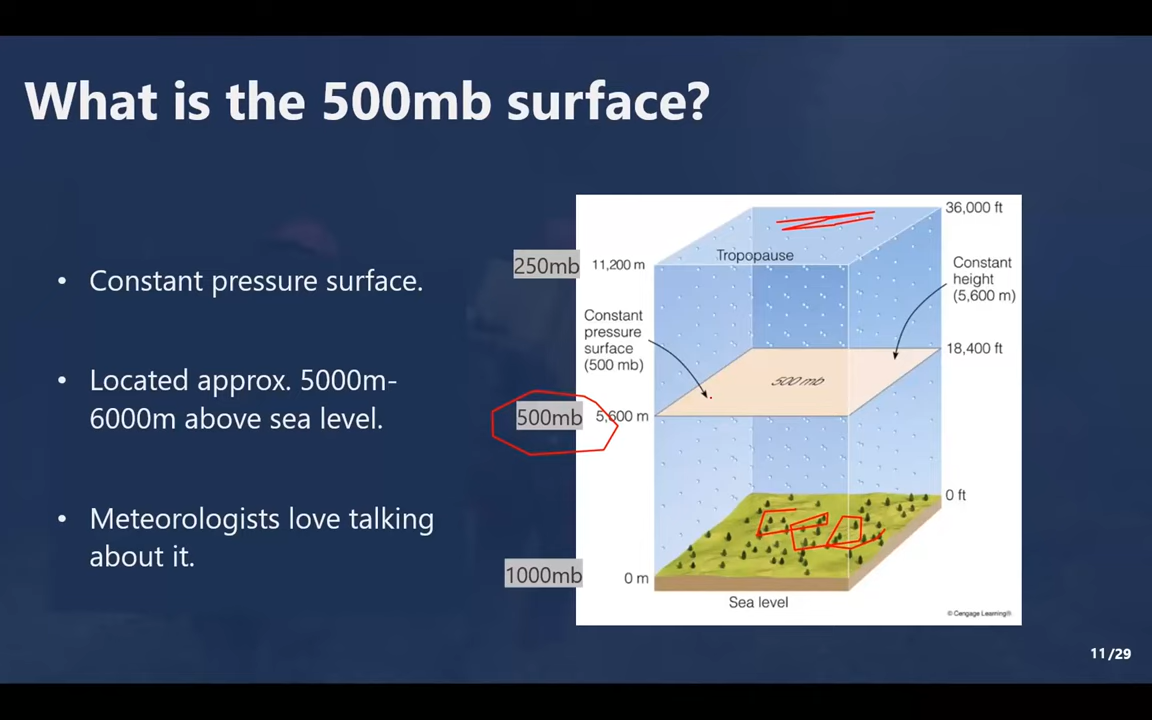 What is the 500mb surface?
• Constant pressure surface.
• Located approx. 5000m-
6000m above sea level.
• Meteorologists love talking
about it.
250mb
500mb
1000mb
36,000 ft
Tropopause
11,200 m
Constant
height
(5,600 m)
Constant
pressure
surface
(500 mb)
18,400 ft
500 mb
5,600 m
0 ft
0 m
Sea level
© Cengage Learning®
11/29